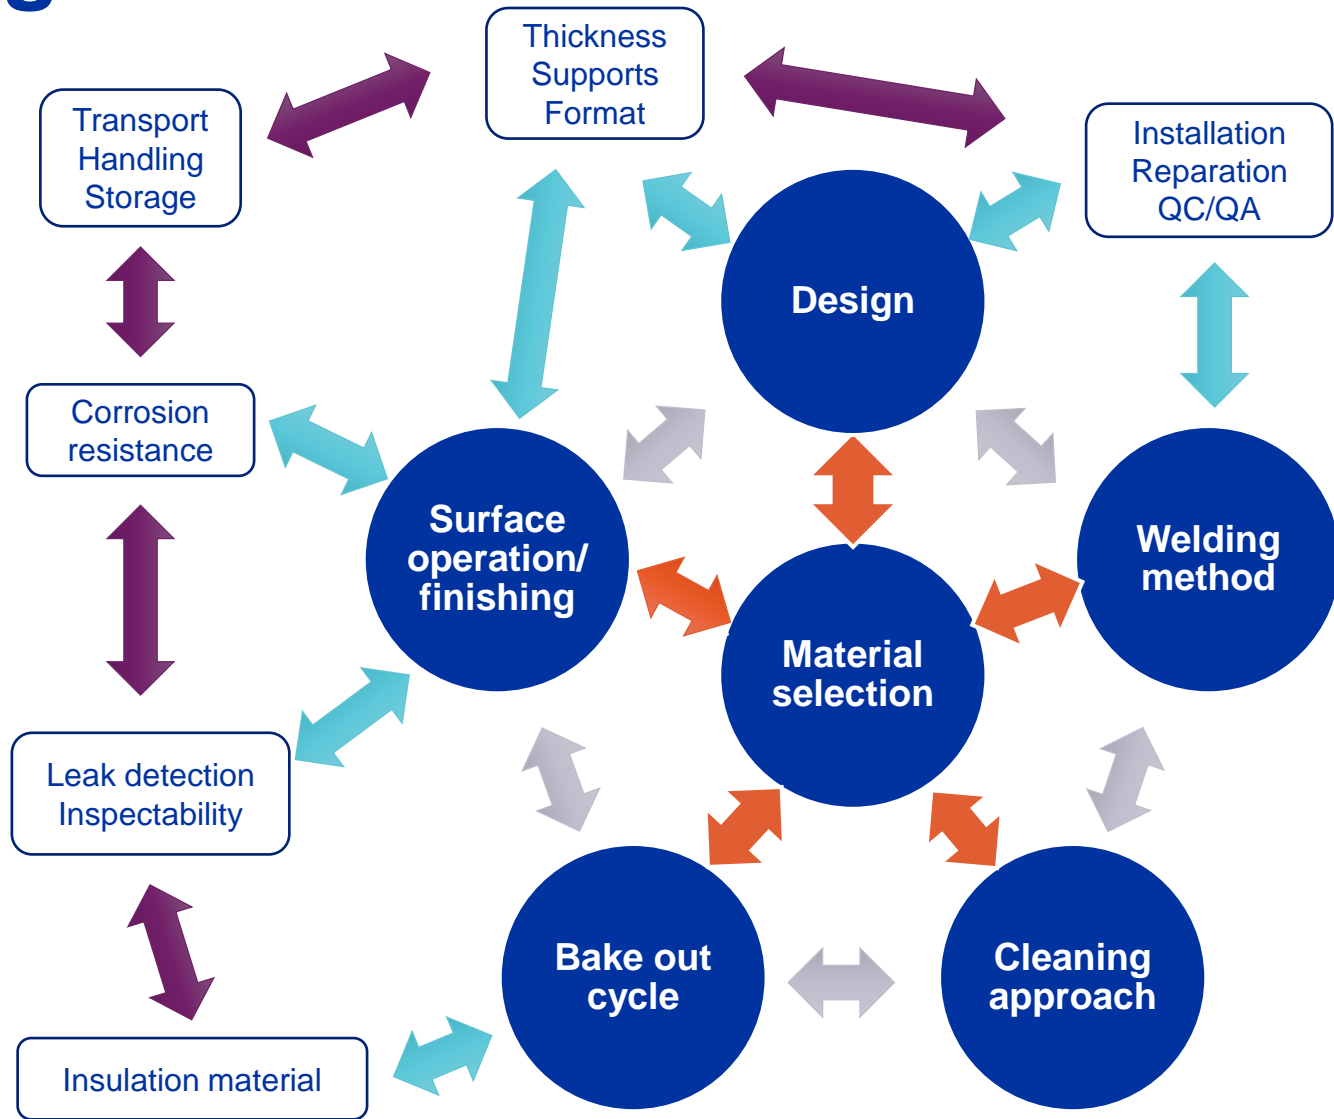 g
Thickness
Supports
Format
Transport
Handling
Storage
Installation
Reparation
QC/QA
Design
Corrosion
resistance
Surface
operation/
finishing
Welding
method
Material
selection
Leak detection
Inspectability
Bake out
cycle
Cleaning
approach
Insulation material